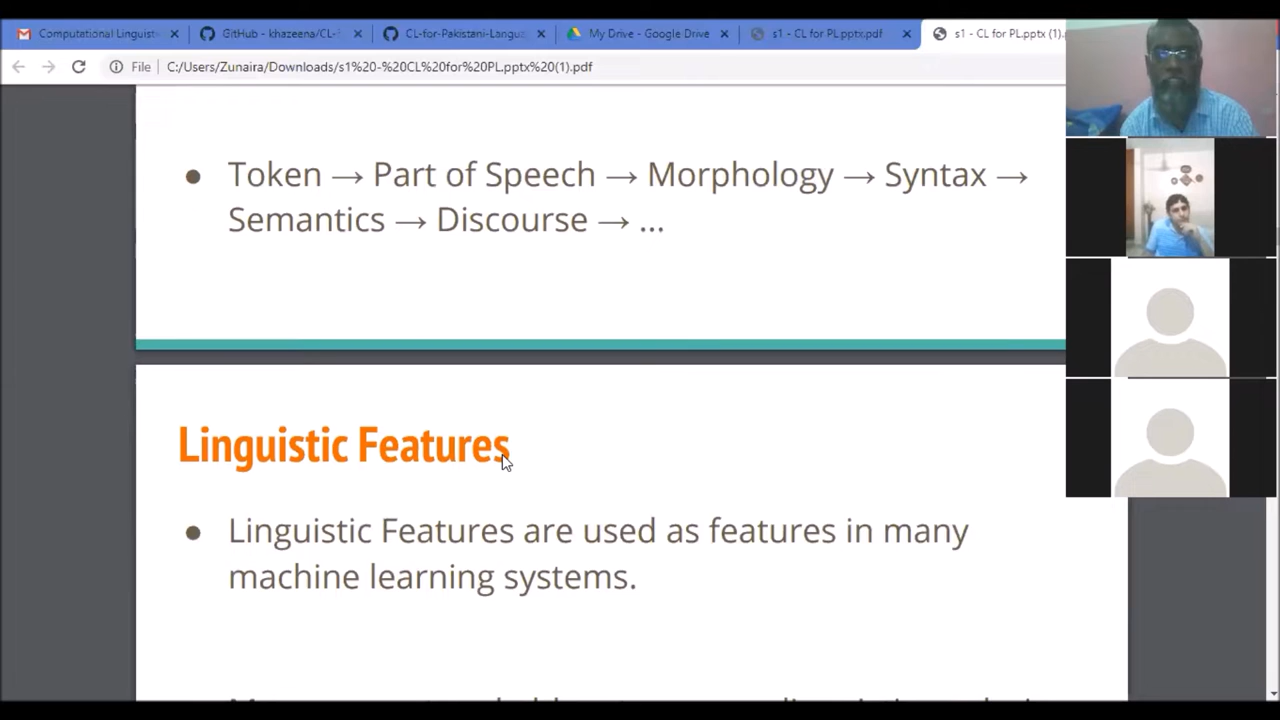 Computational Linguist
GitHub - khazeena/CL-
CL-for-Pakistani-Langu
My Drive - Google Drive
s1 - CL for PL.pptx.pdf
s1 - CL for PL.pptx (1).
File
C:/Users/Zunaira/Downloads/s1%20-%20CL%20for%20PL.pptx%20(1).pdf
● Token → Part of Speech → Morphology → Syntax →
Semantics → Discourse → ...
Linguistic Features
● Linguistic Features are used as features in many
machine learning systems.